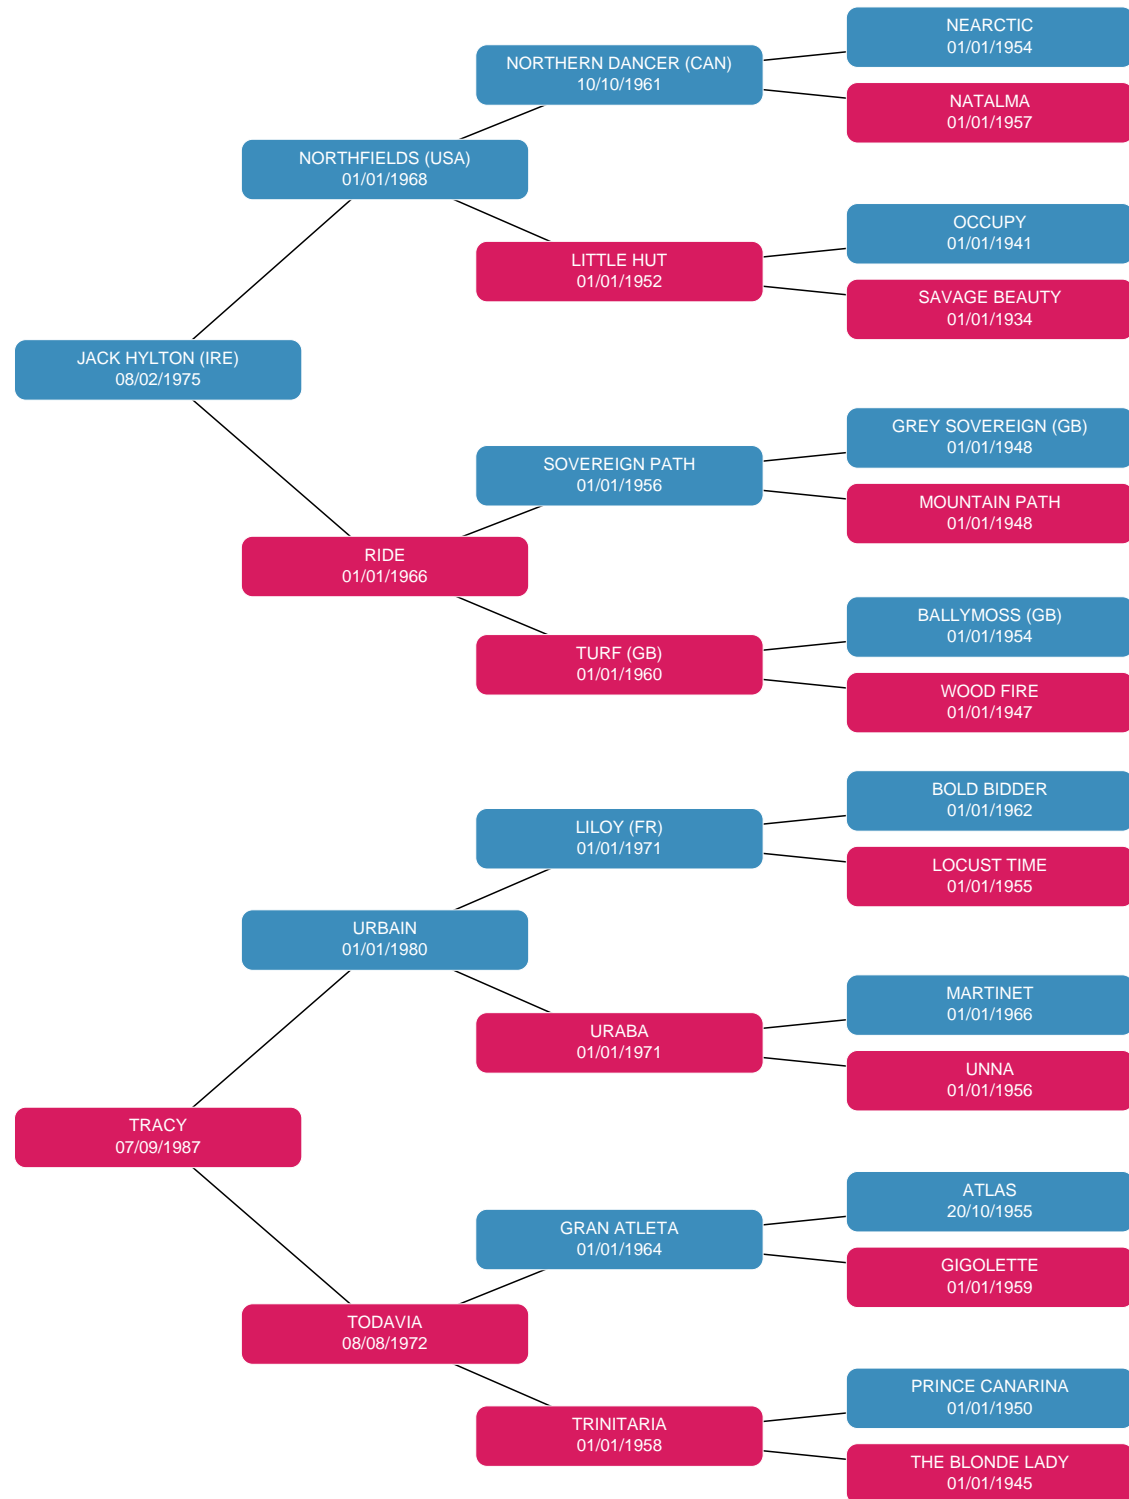 NEARCTIC
01/01/1954
NORTHERN DANCER (CAN)
10/10/1961
NATALMA
01/01/1957
NORTHFIELDS (USA)
01/01/1968
OCCUPY
01/01/1941
LITTLE HUT
01/01/1952
SAVAGE BEAUTY
01/01/1934
JACK HYLTON (IRE)
08/02/1975
GREY SOVEREIGN (GB)
01/01/1948
SOVEREIGN PATH
01/01/1956
MOUNTAIN PATH
01/01/1948
RIDE
01/01/1966
BALLYMOSS (GB)
01/01/1954
TURF (GB)
01/01/1960
WOOD FIRE
01/01/1947
BOLD BIDDER
01/01/1962
LILOY (FR)
01/01/1971
LOCUST TIME
01/01/1955
URBAIN
01/01/1980
MARTINET
01/01/1966
URABA
01/01/1971
UNNA
01/01/1956
TRACY
07/09/1987
ATLAS
20/10/1955
GRAN ATLETA
01/01/1964
GIGOLETTE
01/01/1959
TODAVIA
08/08/1972
PRINCE CANARINA
01/01/1950
TRINITARIA
01/01/1958
THE BLONDE LADY
01/01/1945